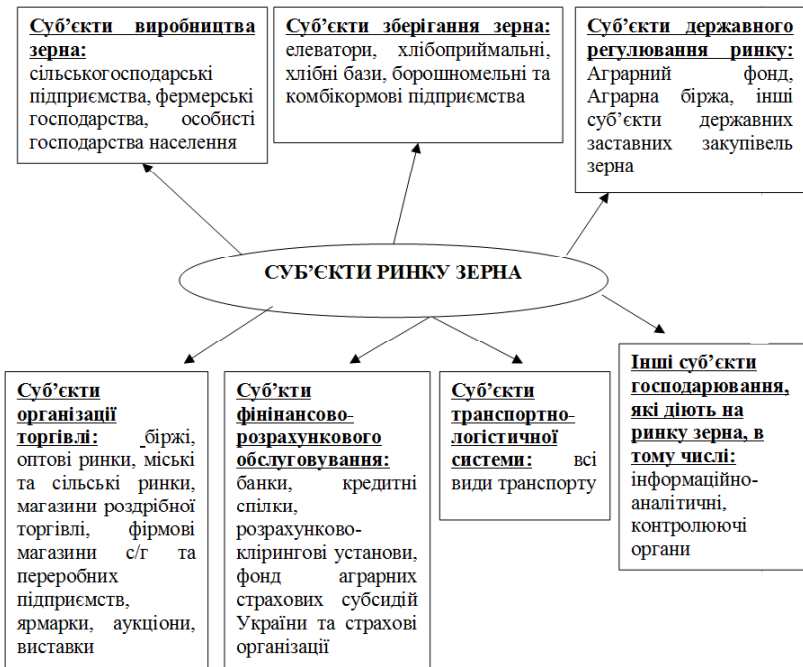 Суб’єкти виробництва
зерна:
сільськогосподарські
підприємства, фермерські
господарства, особисті
господарства населення
Суб’єкти зберігання зерна:
елеватори, хлібоприймальні,
хлібні бази, борошномельні та
комбікормові підприємства
Суб’єкти державного
регулювання ринку:
Аграрний фонд,
Аграрна біржа, інші
суб’єкти державних
заставних закупівель
зерна
СУБ’ЄКТИ РИНКУ ЗЕРНА
Суб’єкти
організації
торгівлі: біржі,
оптові ринки, міські
та сільські ринки,
магазини роздрібної
торгівлі, фірмові
магазини с/г та
переробних
підприємств,
ярмарки, аукціони,
виставки
Суб’кти
фінінансово-
розрахункового
обслуговування:
банки, кредитні
спілки,
розрахунково-
клірингові установи,
фонд аграрних
страхових субсидій
України та страхові
організації
Суб’єкти
транспортно-
логістичної
системи: всі
види транспорту
Інші суб’єкти
господарювання,
які діють на
ринку зерна, в
тому числі:
інформаційно-
аналітичні,
контролюючі
органи